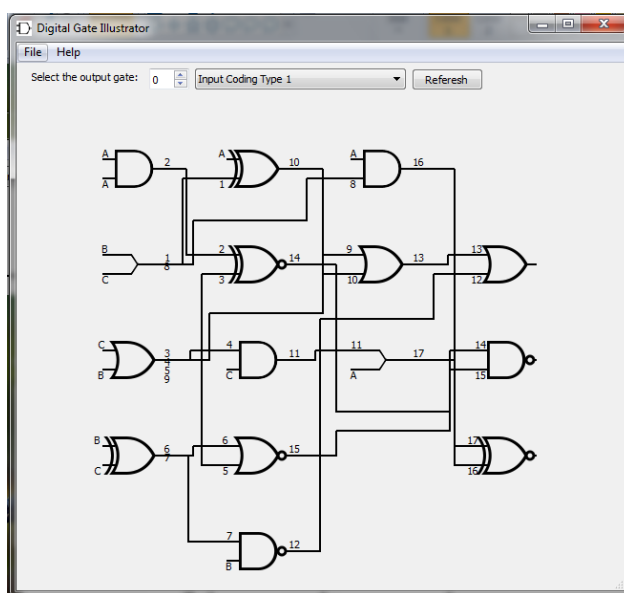 Digital Gate Illustrator
File Help
Select the output gate: 0 Input Coding Type 1 Referesh
A 2 A 10 A 16
A 1 8
B 1 2 14 9 13 13
C 8 3 10 12
C 3 4 11 11 17 14
B 4 C A 15
5
9
B 6 6 15 17
C 7 5 16
7 12
B